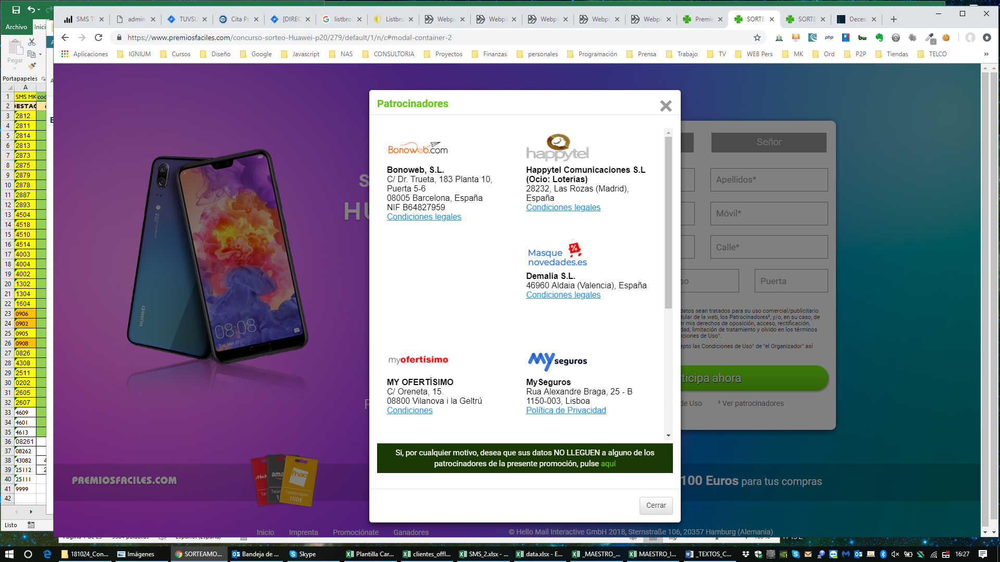 Archivo
Inici
SMS T
admin
TUVSU
Cita P
[DIREC
listbro
Listbro
Webpi
Webpi
Webpi
Webpi
Webpi
Premio
SORTE
SORTE
Deces
https://www.premiosfaciles.com/concurso-sorteo-Huawei-p20/279/default/1/n/c#modal-container-2
php
bw
Aplicaciones
IGNIUM
Cursos
Diseño
Google
Javascript
NAS
CONSULTORIA
Proyectos
Finanzas
personales
Programación
Prensa
Trabajo
TV
WEB Pers
MK
Ord
P2P
Tiendas
TELCO
»
Pegar
Portapapeles
A
1 SMS MK cod
2 DESTAC
3 2812
4 2811
5 2814
6 2813
7 2873
8 2875
9 2879
10 2878
11 2887
12 2893
13 4504
14 4518
15 4510
16 4514
17 4003
18 4004
19 4002
20 1302
21 1304
22 1604
23 0906
24 0902
25 0905
26 0908
27 0826
28 4308
29 2511
30 0202
31 2605
32 2607
33 4609
34 4601
35 4613
36 08261
37 08262
38 43082 4
39 25112 2
40 25111
41 9999
42
Listo
Patrocinadores
Bonoweb.com
Bonoweb, S.L.
C/ Dr. Trueta, 183 Planta 10,
Puerta 5-6
08005 Barcelona, España
NIF B64827959
Condiciones legales
happytel
Happytel Comunicaciones S.L
(Ocio: Loterías)
28232, Las Rozas (Madrid),
España
Condiciones legales
Masque
novedades.es
%
Demalia S.L.
46960 Aldaia (Valencia), España
Condiciones legales
myofertísimo
MY OFERTÍSIMO
C/ Oreneta, 15.
08800 Vilanova i la Geltrú
Condiciones
MY seguros
MySeguros
Rua Alexandre Braga, 25 - B
1150-003, Lisboa
Política de Privacidad
Si, por cualquier motivo, desea que sus datos NO LLEGUEN a alguno de los
patrocinadores de la presente promoción, pulse aquí
Cerrar
S
HU
HUAWEI
08:08
Tue, Mar 27
Señor
Apellidos*
Móvil*
Calle*
so
Puerta
datos sean tratados para su uso comercial/publicitario
tular de la web, los Patrocinadores², y/o, en su caso, de
er mis derechos de oposición, acceso, rectificación,
dad, limitación de tratamiento y olvido en los términos
iciones de Uso¹.
epto las Condiciones de Uso¹ de "el Organizador" así
ticipa ahora
de Uso
² Ver patrocinadores
PREMIOSFACILES.COM
Media
ama
fnac
Tarjeta regalo
100€
100 Euros para tus compras
Inicio
Imprenta
Promociónate
Ganadores
© Hello Mail Interactive GmbH 2018, Sternstraße 106, 20357 Hamburg (Alemania)
181024_Con...
Imágenes
SORTEAMO...
Bandeja de ...
Skype
Plantilla Car...
clientes_offl...
SMS_2.xlsx - ...
data.xlsx - E...
_MAESTRO_...
MAESTRO_I...
_TEXTOS_C...
16:27